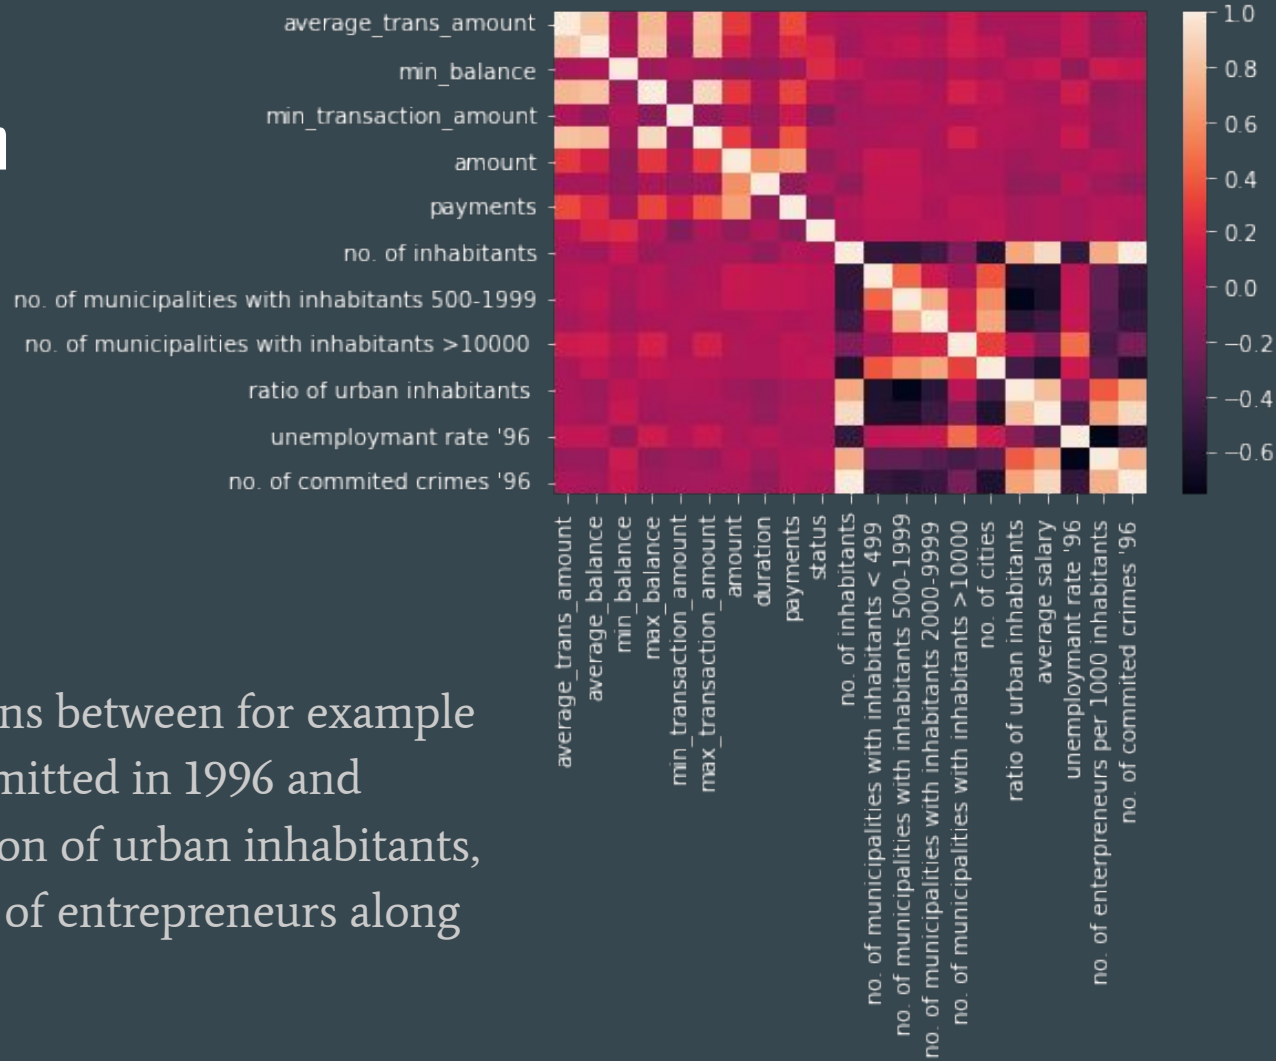 average_trans_amount
min_balance
min_transaction_amount
amount
payments
no. of inhabitants
no. of municipalities with inhabitants 500-1999
no. of municipalities with inhabitants >10000
ratio of urban inhabitants
unemploymant rate '96
no. of commited crimes '96
1.0
0.8
0.6
0.4
0.2
0.0
−0.2
−0.4
−0.6
average_trans_amount
average_balance
min_balance
max_balance
min_transaction_amount
max_transaction_amount
amount
duration
payments
status
no. of inhabitants
no. of municipalities with inhabitants < 499
no. of municipalities with inhabitants 500-1999
no. of municipalities with inhabitants 2000-9999
no. of municipalities with inhabitants >10000
no. of cities
ratio of urban inhabitants
average salary
unemploymant rate '96
no. of enterpreneurs per 1000 inhabitants
no. of commited crimes '96
ns between for example
mitted in 1996 and
on of urban inhabitants,
of entrepreneurs along